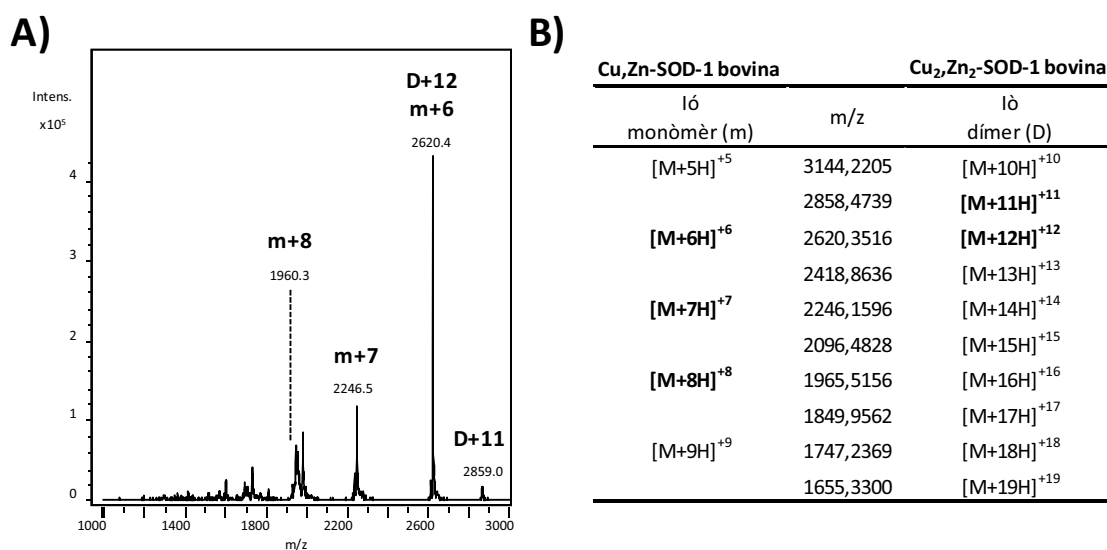 A)
Intens.
x10⁵
4
3
2
1
0
D+12
m+6
2620.4
m+8
1960.3
m+7
2246.5
D+11
2859.0
1000 1400 1800 2200 2600 3000
m/z
B)
Cu,Zn-SOD-1 bovina Cu₂,Zn₂-SOD-1 bovina
Ió m/z Iò
monòmèr (m) dímer (D)
[M+5H]⁺⁵ 3144,2205 [M+10H]⁺¹⁰
2858,4739 [M+11H]⁺¹¹
[M+6H]⁺⁶ 2620,3516 [M+12H]⁺¹²
2418,8636 [M+13H]⁺¹³
[M+7H]⁺⁷ 2246,1596 [M+14H]⁺¹⁴
2096,4828 [M+15H]⁺¹⁵
[M+8H]⁺⁸ 1965,5156 [M+16H]⁺¹⁶
1849,9562 [M+17H]⁺¹⁷
[M+9H]⁺⁹ 1747,2369 [M+18H]⁺¹⁸
1655,3300 [M+19H]⁺¹⁹